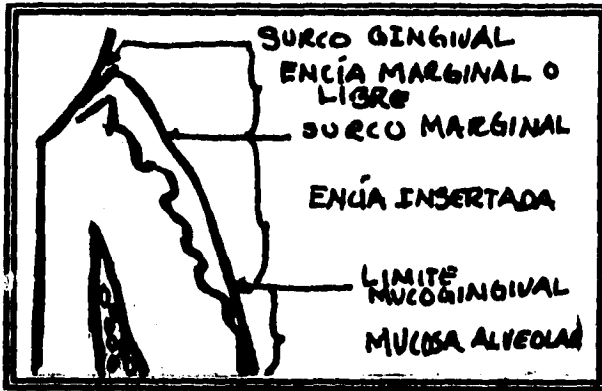 SURCO GINGIVAL
ENCÍA MARGINAL O
LIBRE
SURCO MARGINAL
ENCÍA INSERTADA
LIMITE
MUCOGINGIVAL
MUCOSA ALVEOLAR